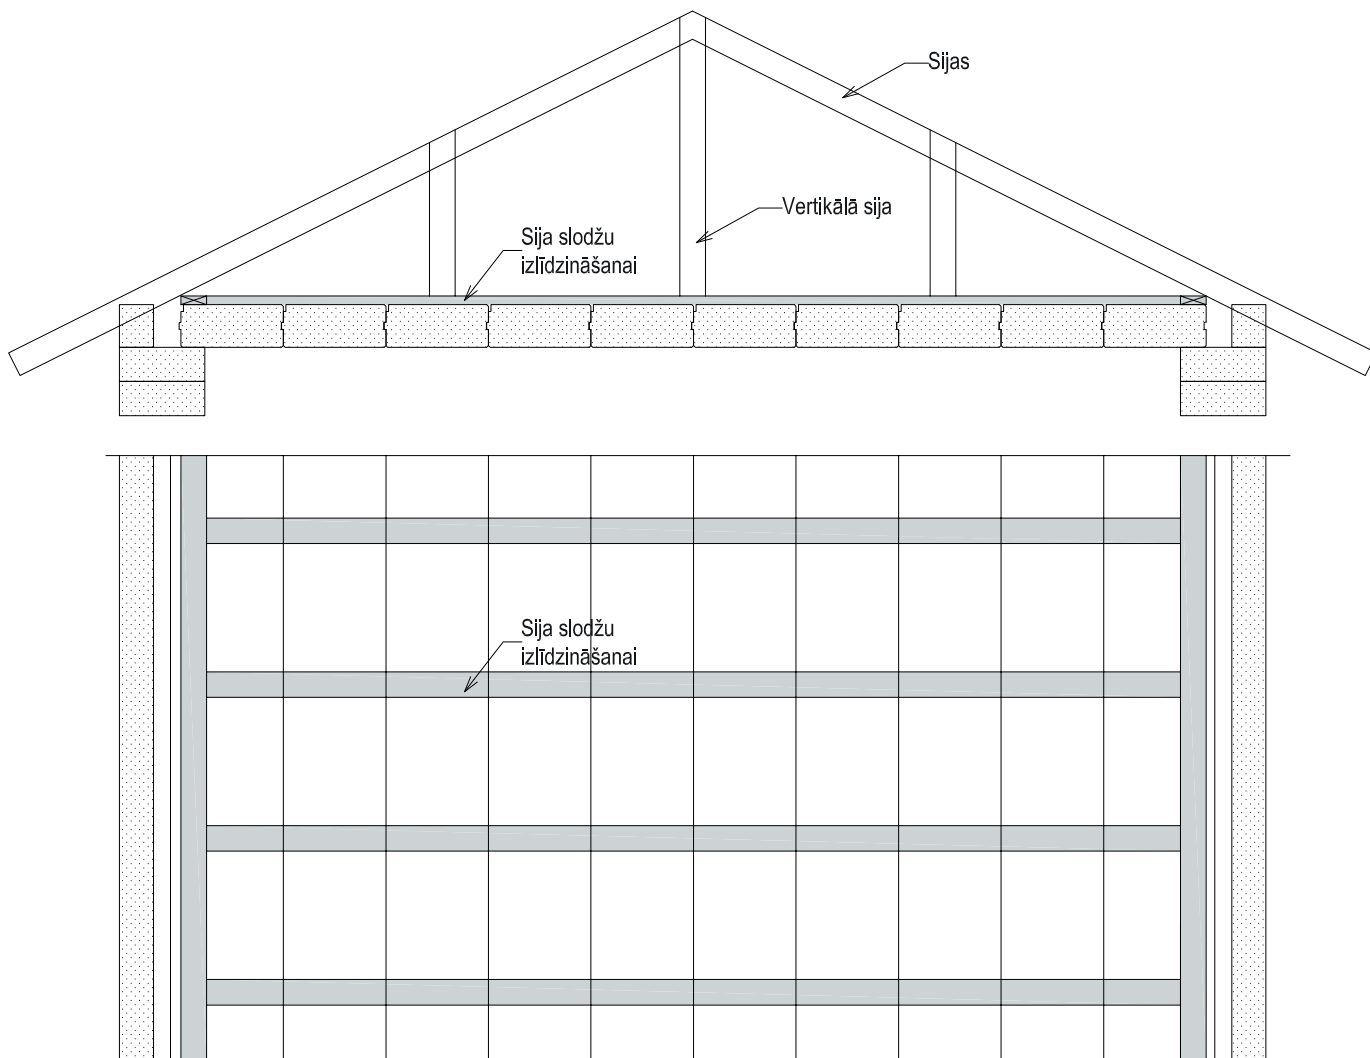 Sijas
Vertikālā sija
Sija slodžu
izlīdzināšanai
Sija slodžu
izlīdzināšanai